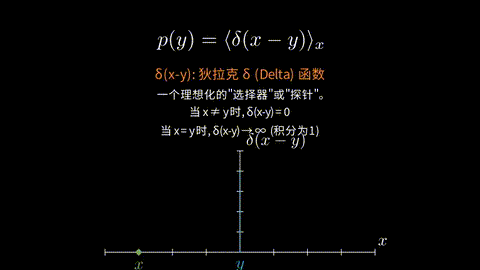 p(y) = ⟨δ(x − y)⟩ₓ
δ(x-y): 狄拉克 δ (Delta) 函数
一个理想化的"选择器"或"探针"。
当 x ≠ y 时, δ(x-y) = 0
当 x = y 时, δ(x-y) → ∞ (积分为1)
δ(x − y)
x
x
y